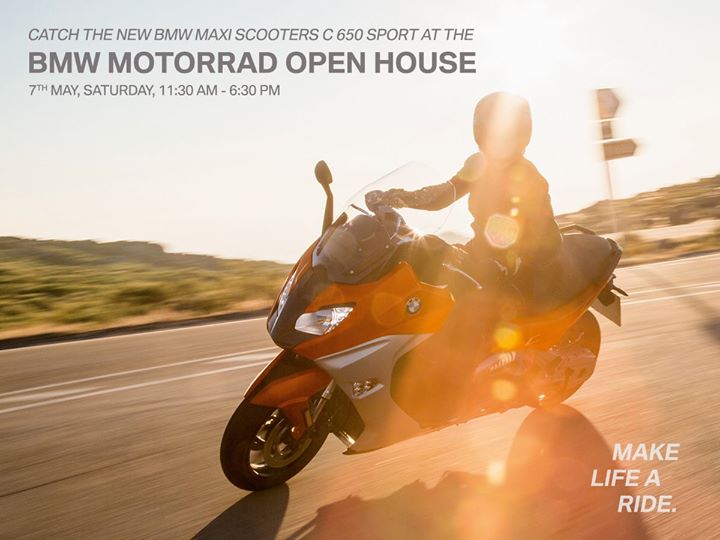 CATCH THE NEW BMW MAXI SCOOTERS C 650 SPORT AT THE
BMW MOTORRAD OPEN HOUSE
7TH MAY, SATURDAY, 11:30 AM - 6:30 PM
MAKE
LIFE A
RIDE.